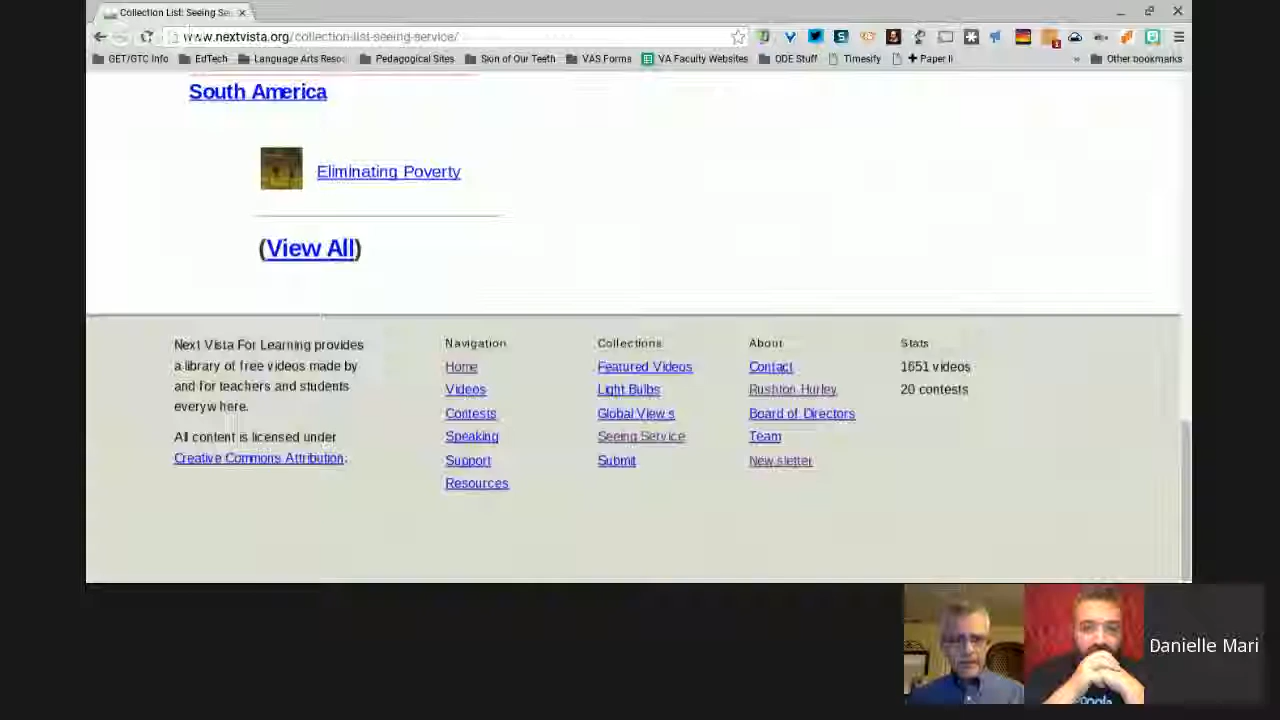 Collection List: Seeing Se
www.nextvista.org/collection-list-seeing-service/
GET/GTC Info EdTech Language Arts Resou Pedagogical Sites Skin of Our Teeth VAS Forms VA Faculty Websites ODE Stuff Timesify + Paper li » Other bookmarks
South America
Eliminating Poverty
(View All)
Next Vista For Learning provides
a library of free videos made by
and for teachers and students
everywhere.
All content is licensed under
Creative Commons Attribution.
Navigation
Home
Videos
Contests
Speaking
Support
Resources
Collections
Featured Videos
Light Bulbs
Global Views
Seeing Service
Submit
About
Contact
Rushton Hurley
Board of Directors
Team
Newsletter
Stats
1651 videos
20 contests
Danielle Mari